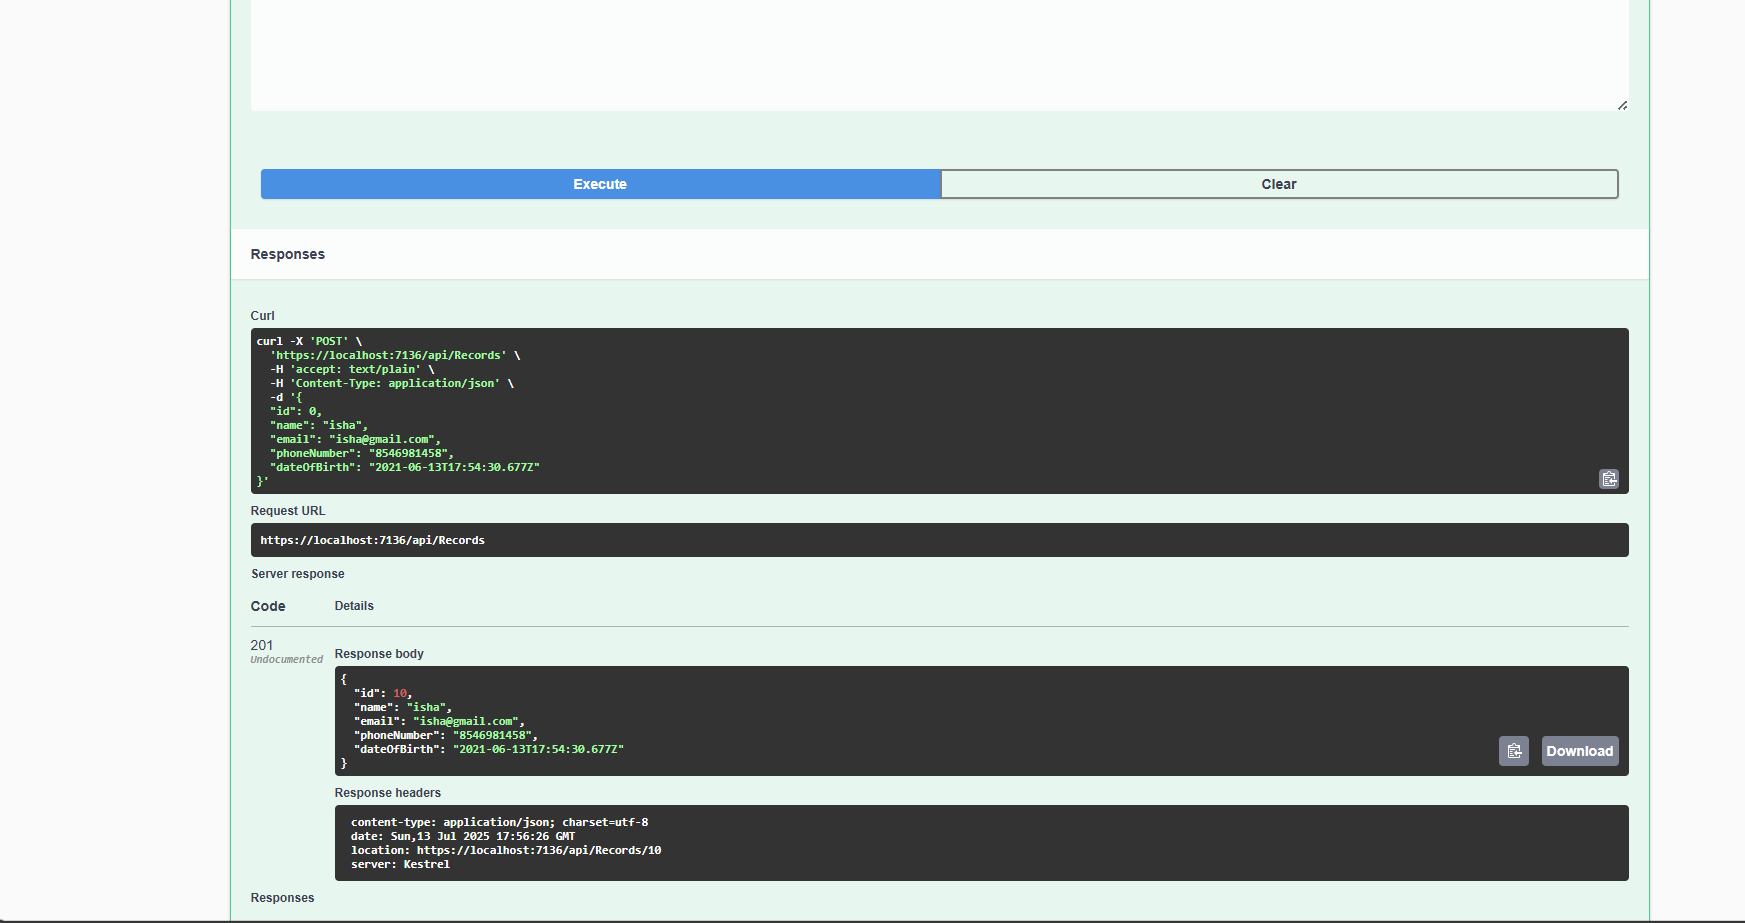 Execute
Clear
Responses
Curl
curl -X 'POST' \
  'https://localhost:7136/api/Records' \
  -H 'accept: text/plain' \
  -H 'Content-Type: application/json' \
  -d '{
  "id": 0,
  "name": "isha",
  "email": "isha@gmail.com",
  "phoneNumber": "8546981458",
  "dateOfBirth": "2021-06-13T17:54:30.677Z"
}'
Request URL
https://localhost:7136/api/Records
Server response
Code Details
201
Undocumented
Response body
{
  "id": 10,
  "name": "isha",
  "email": "isha@gmail.com",
  "phoneNumber": "8546981458",
  "dateOfBirth": "2021-06-13T17:54:30.677Z"
}
Download
Response headers
content-type: application/json; charset=utf-8
date: Sun,13 Jul 2025 17:56:26 GMT
location: https://localhost:7136/api/Records/10
server: Kestrel
Responses